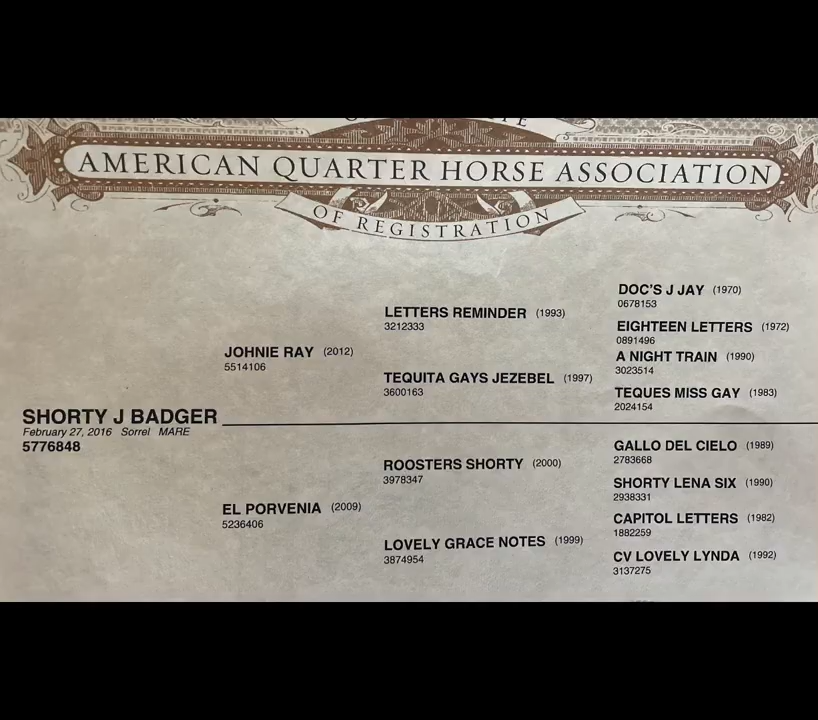 AMERICAN QUARTER HORSE ASSOCIATION
OF REGISTRATION
DOC'S J JAY (1970)
0678153
LETTERS REMINDER (1993)
3212333
EIGHTEEN LETTERS (1972)
0891496
JOHNIE RAY (2012)
5514106
A NIGHT TRAIN (1990)
3023514
TEQUITA GAYS JEZEBEL (1997)
3600163
TEQUES MISS GAY (1983)
2024154
SHORTY J BADGER
February 27, 2016 Sorrel MARE
5776848
GALLO DEL CIELO (1989)
2783668
ROOSTERS SHORTY (2000)
3978347
SHORTY LENA SIX (1990)
2938331
EL PORVENIA (2009)
5236406
CAPITOL LETTERS (1982)
1882259
LOVELY GRACE NOTES (1999)
3874954
CV LOVELY LYNDA (1992)
3137275